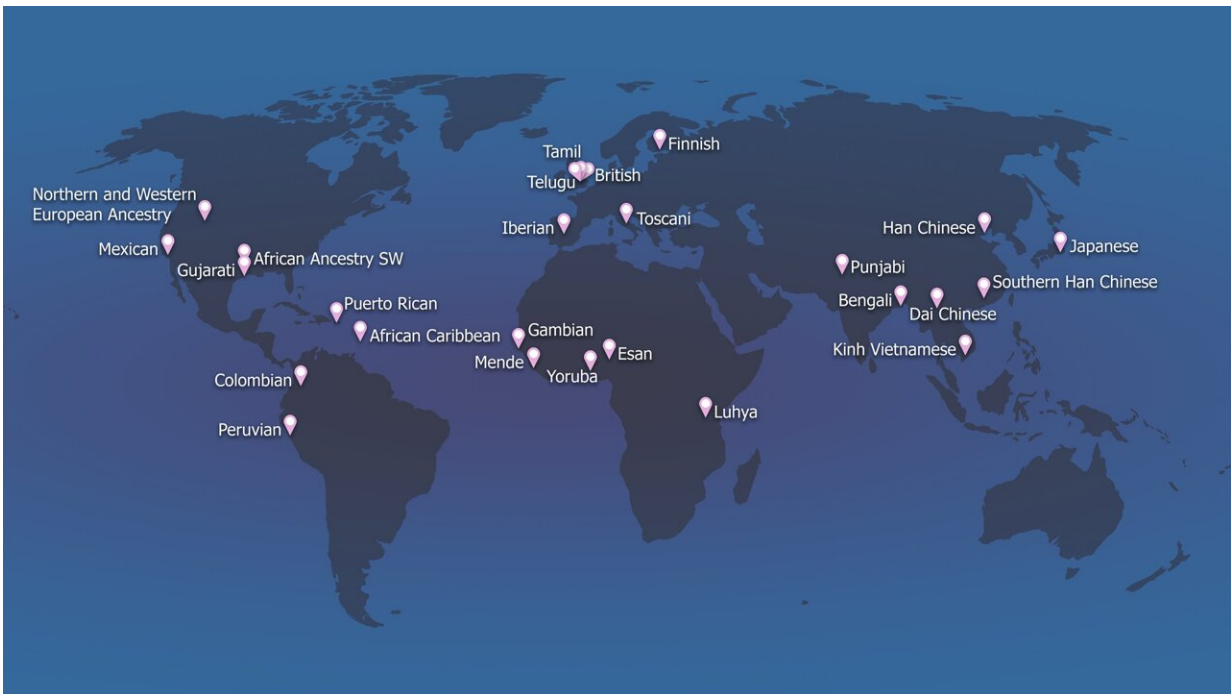 Finnish
Tamil
Telugu
British
Northern and Western
European Ancestry
Iberian
Toscani
Han Chinese
Mexican
African Ancestry SW
Gujarati
Japanese
Punjabi
Southern Han Chinese
Bengali
Dai Chinese
Puerto Rican
African Caribbean
Gambian
Mende
Yoruba
Esan
Kinh Vietnamese
Colombian
Luhya
Peruvian